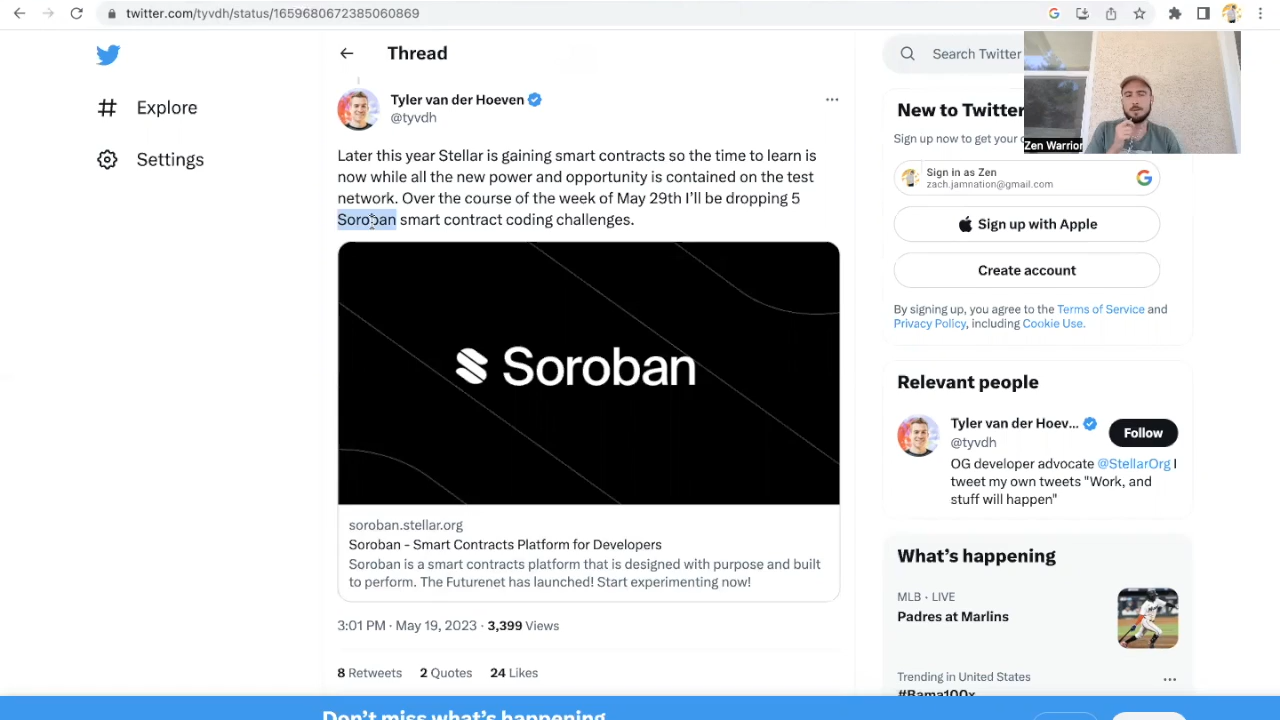 twitter.com/tyvdh/status/1659680672385060869
Explore
Settings
Thread
Tyler van der Hoeven
@tyvdh
Later this year Stellar is gaining smart contracts so the time to learn is
now while all the new power and opportunity is contained on the test
network. Over the course of the week of May 29th I'll be dropping 5
Soroban smart contract coding challenges.
Soroban
soroban.stellar.org
Soroban - Smart Contracts Platform for Developers
Soroban is a smart contracts platform that is designed with purpose and built
to perform. The Futurenet has launched! Start experimenting now!
3:01 PM · May 19, 2023 · 3,399 Views
8 Retweets 2 Quotes 24 Likes
Search Twitter
Zen Warrior
New to Twitter
Sign up now to get your
Sign in as Zen
zach.jamnation@gmail.com
Sign up with Apple
Create account
By signing up, you agree to the Terms of Service and
Privacy Policy, including Cookie Use.
Relevant people
Tyler van der Hoev...
@tyvdh
Follow
OG developer advocate @StellarOrg I
tweet my own tweets "Work, and
stuff will happen"
What's happening
MLB · LIVE
Padres at Marlins
Trending in United States
#Bama100x
Don't miss what's happening